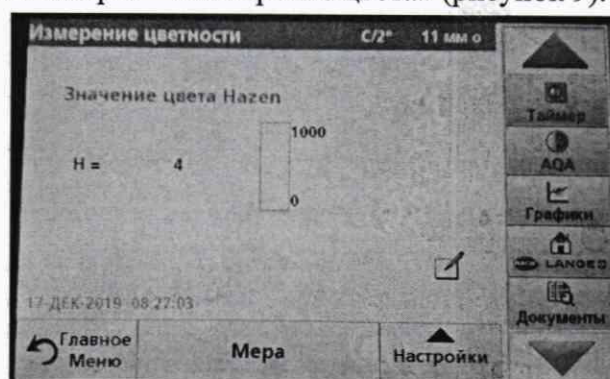 Измерение цветности C/2° 11 мм о
Значение цвета Hazen
1000
H = 4
0
17-ДЕК-2019 08:27:03
Главное
Меню
Мера
Настройки
Таймер
AQA
Графики
LANGE
Документы